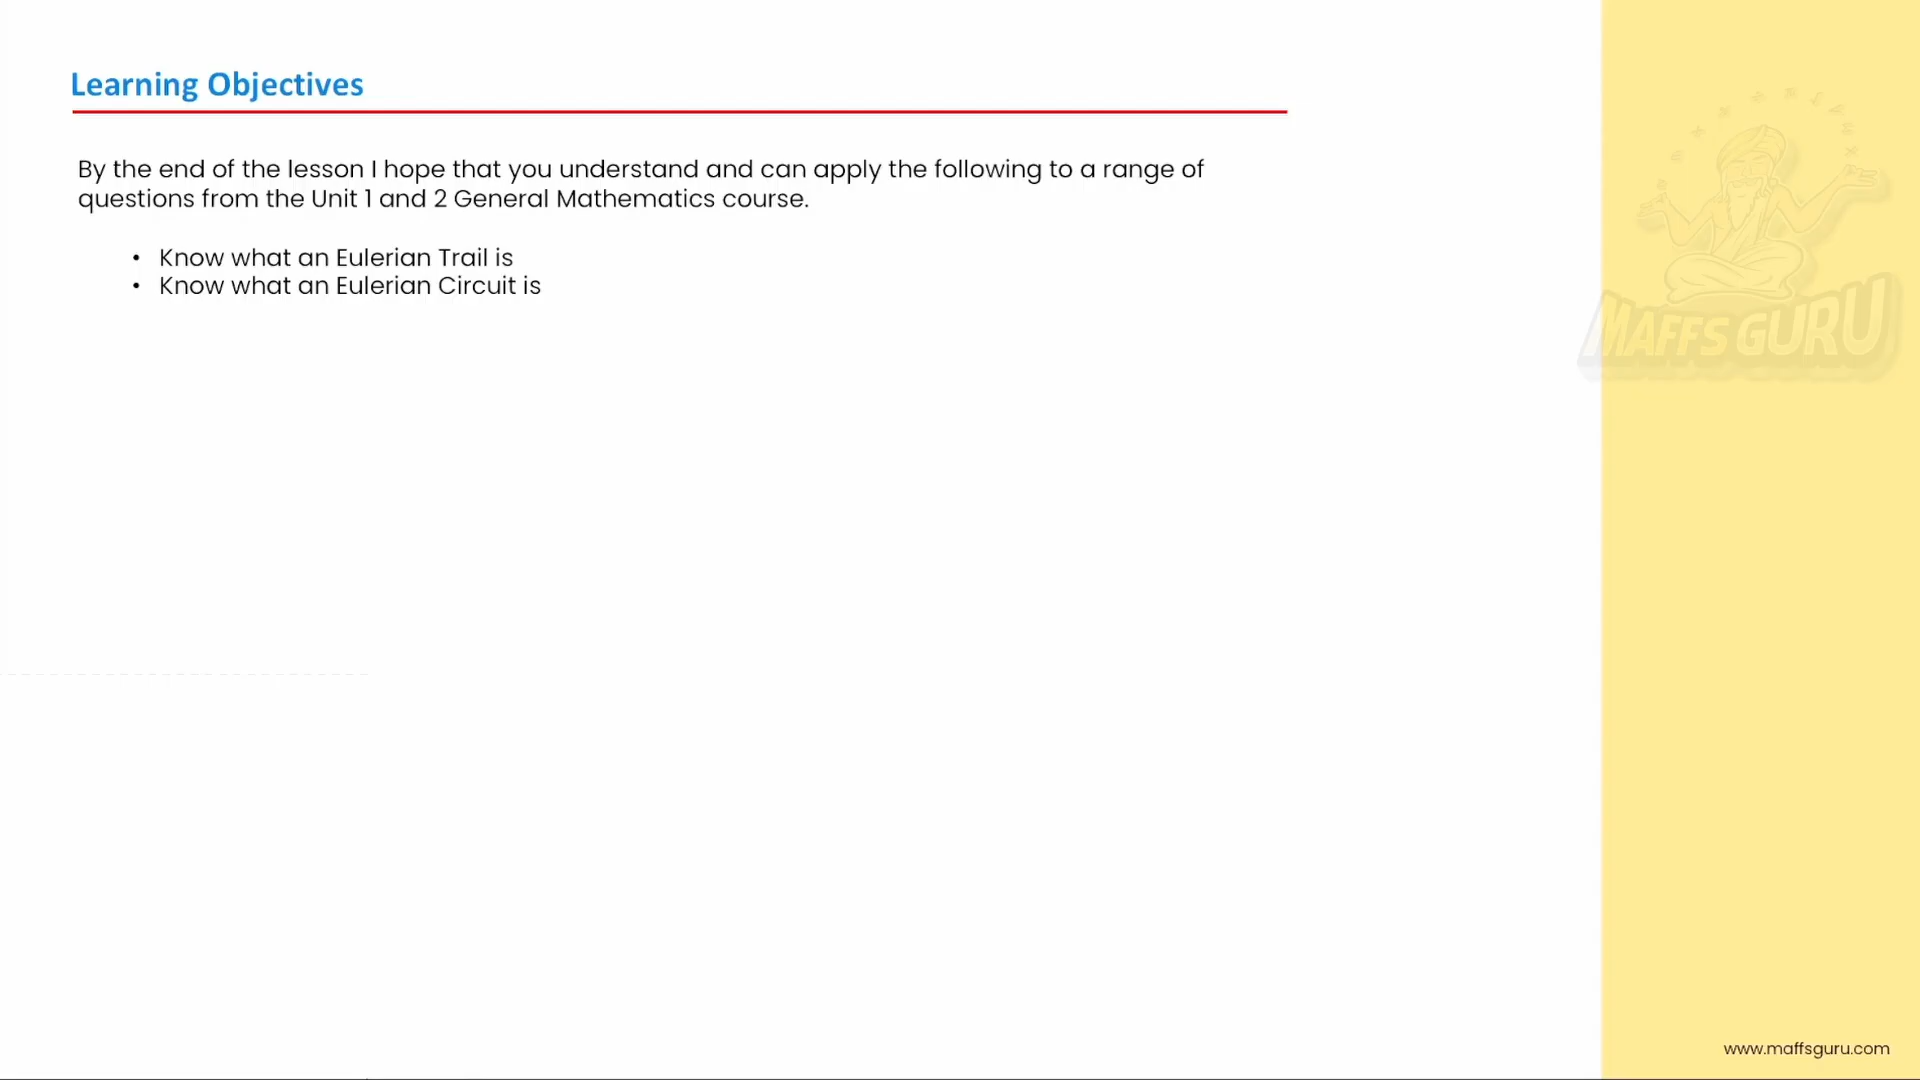 Learning Objectives
By the end of the lesson I hope that you understand and can apply the following to a range of
questions from the Unit 1 and 2 General Mathematics course.
• Know what an Eulerian Trail is
• Know what an Eulerian Circuit is
MAFFS GURU
www.maffsguru.com